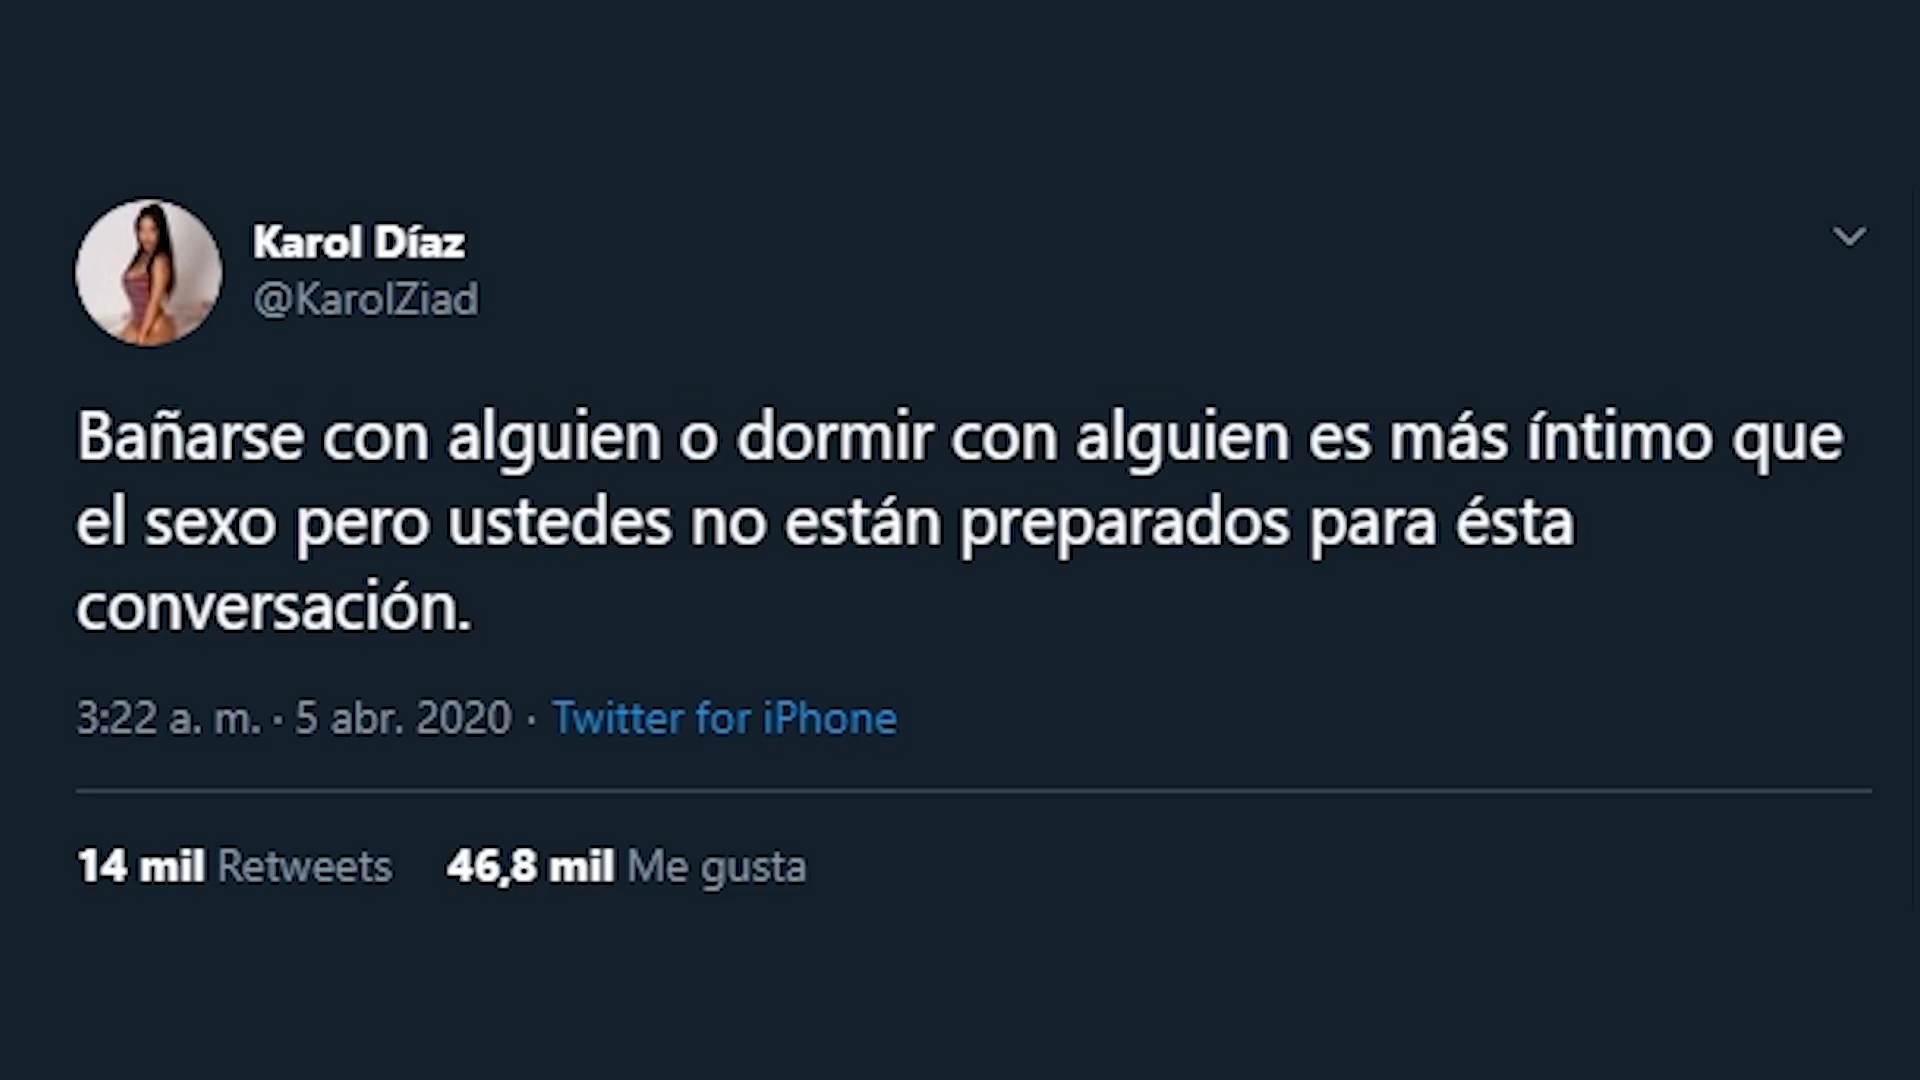 Karol Díaz
@KarolZiad
Bañarse con alguien o dormir con alguien es más íntimo que
el sexo pero ustedes no están preparados para ésta
conversación.
3:22 a. m. · 5 abr. 2020 · Twitter for iPhone
14 mil Retweets 46,8 mil Me gusta